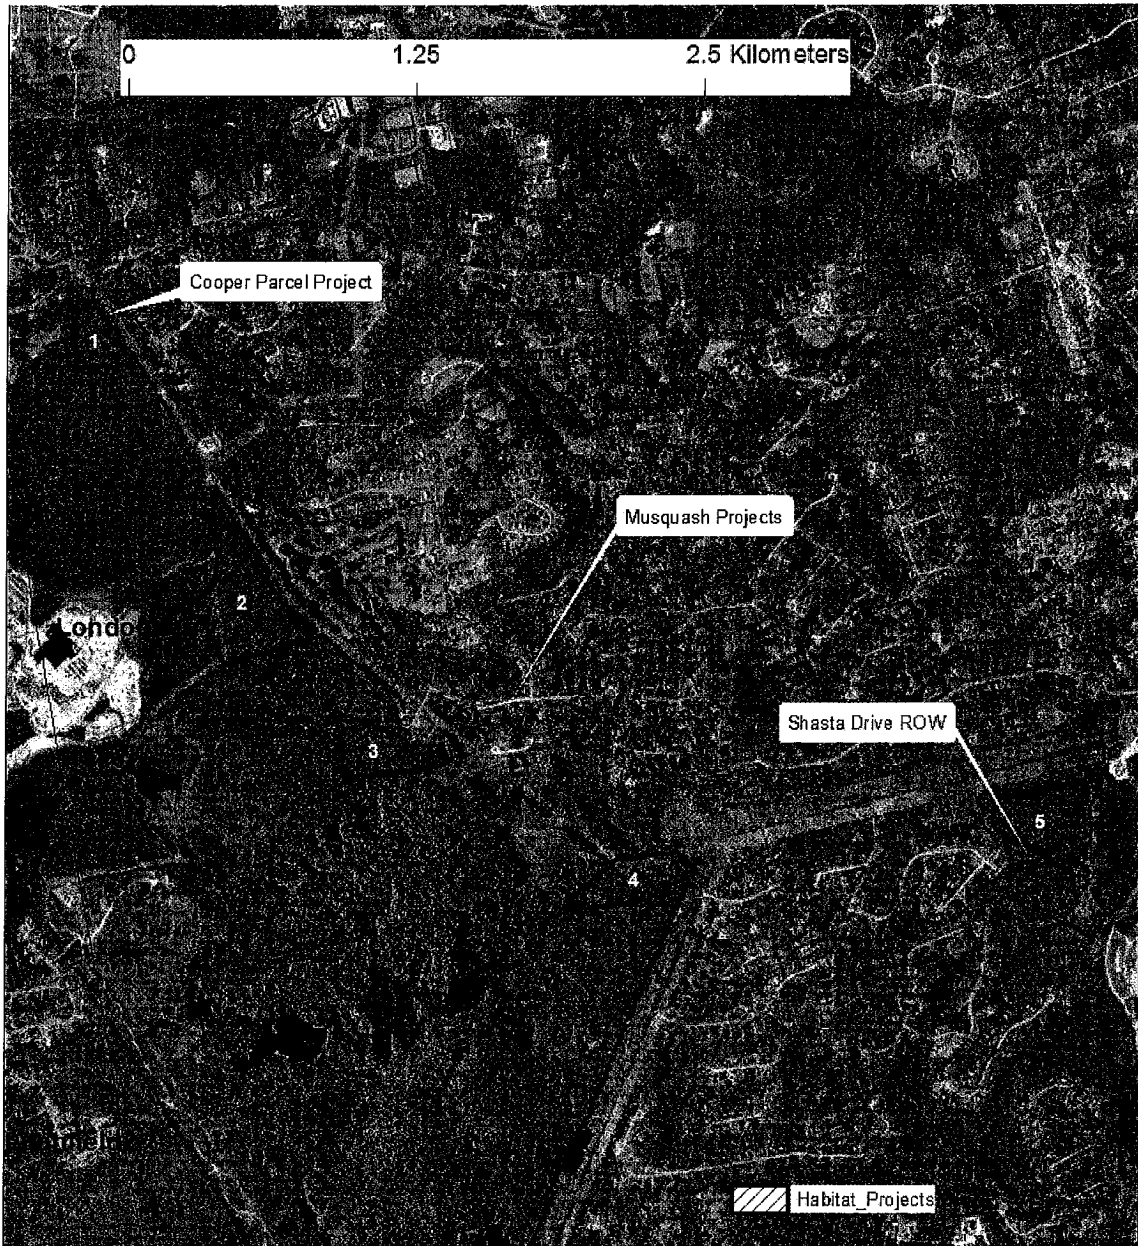 0 1.25 2.5 Kilometers
Cooper Parcel Project
1
Musquash Projects
2
Londo
Shasta Drive ROW
3
5
4
Habitat_Projects